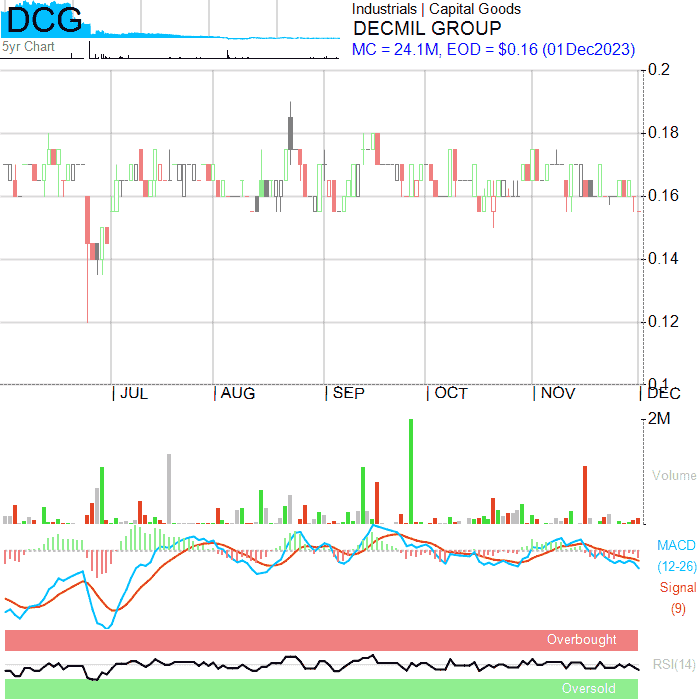 DCG
5yr Chart
Industrials | Capital Goods
DECMIL GROUP
MC = 24.1M, EOD = $0.16 (01Dec2023)
0.2
0.18
0.16
0.14
0.12
0.1
JUL AUG SEP OCT NOV DEC
2M
Volume
MACD
(12-26)
Signal
(9)
Overbought
RSI(14)
Oversold